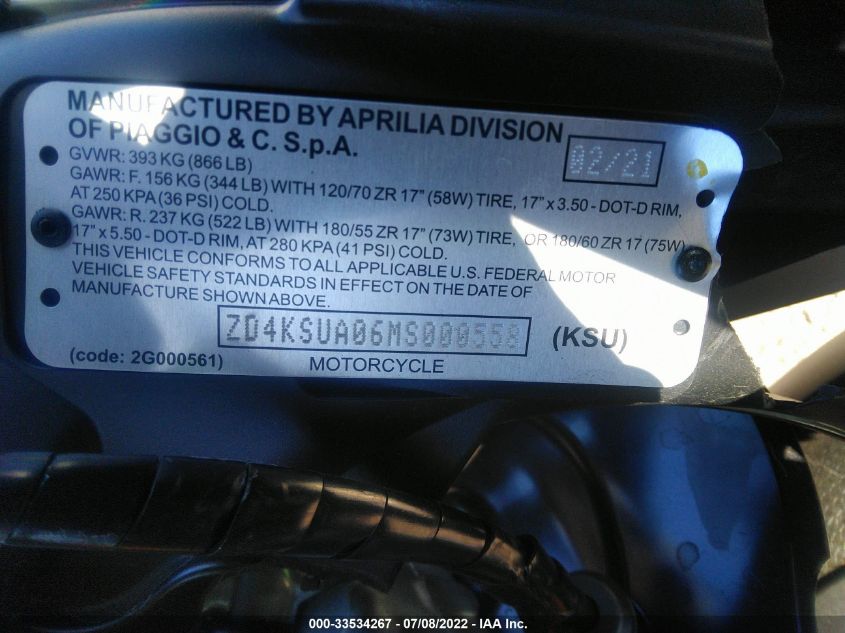 MANUFACTURED BY APRILIA DIVISION
OF PIAGGIO & C. S.p.A.
02/21
GVWR: 393 KG (866 LB)
GAWR: F. 156 KG (344 LB) WITH 120/70 ZR 17" (58W) TIRE, 17" x 3.50 - DOT-D RIM,
AT 250 KPA (36 PSI) COLD.
GAWR: R. 237 KG (522 LB) WITH 180/55 ZR 17" (73W) TIRE, OR 180/60 ZR 17 (75W)
17" x 5.50 - DOT-D RIM, AT 280 KPA (41 PSI) COLD.
THIS VEHICLE CONFORMS TO ALL APPLICABLE U.S. FEDERAL MOTOR
VEHICLE SAFETY STANDARDS IN EFFECT ON THE DATE OF
MANUFACTURE SHOWN ABOVE.
ZD4KSUA06MS000558 (KSU)
(code: 2G000561) MOTORCYCLE
000-33534267 - 07/08/2022 - IAA Inc.